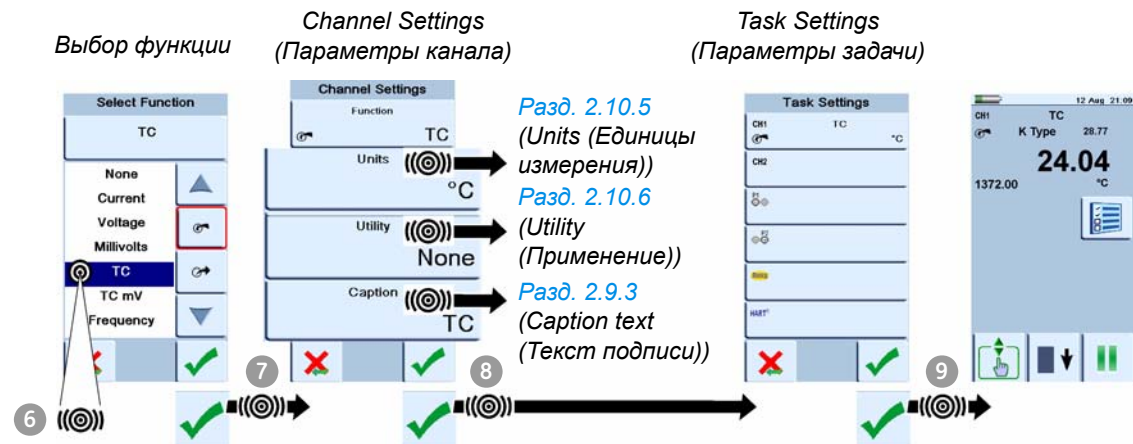 Выбор функции
Channel Settings
(Параметры канала)
Task Settings
(Параметры задачи)
Select Function
TC
None
Current
Voltage
Millivolts
TC
TC mV
Frequency
Channel Settings
Function
TC
Units
°C
Utility
None
Caption
TC
Разд. 2.10.5
(Units (Единицы
измерения))
Разд. 2.10.6
(Utility
(Применение))
Разд. 2.9.3
(Caption text
(Текст подписи))
Task Settings
CH1 TC
°C
CH2
P1
P2
HART
12 Aug 21:09
CH1 TC
K Type 28.77
24.04
1372.00 °C
6
7
8
9